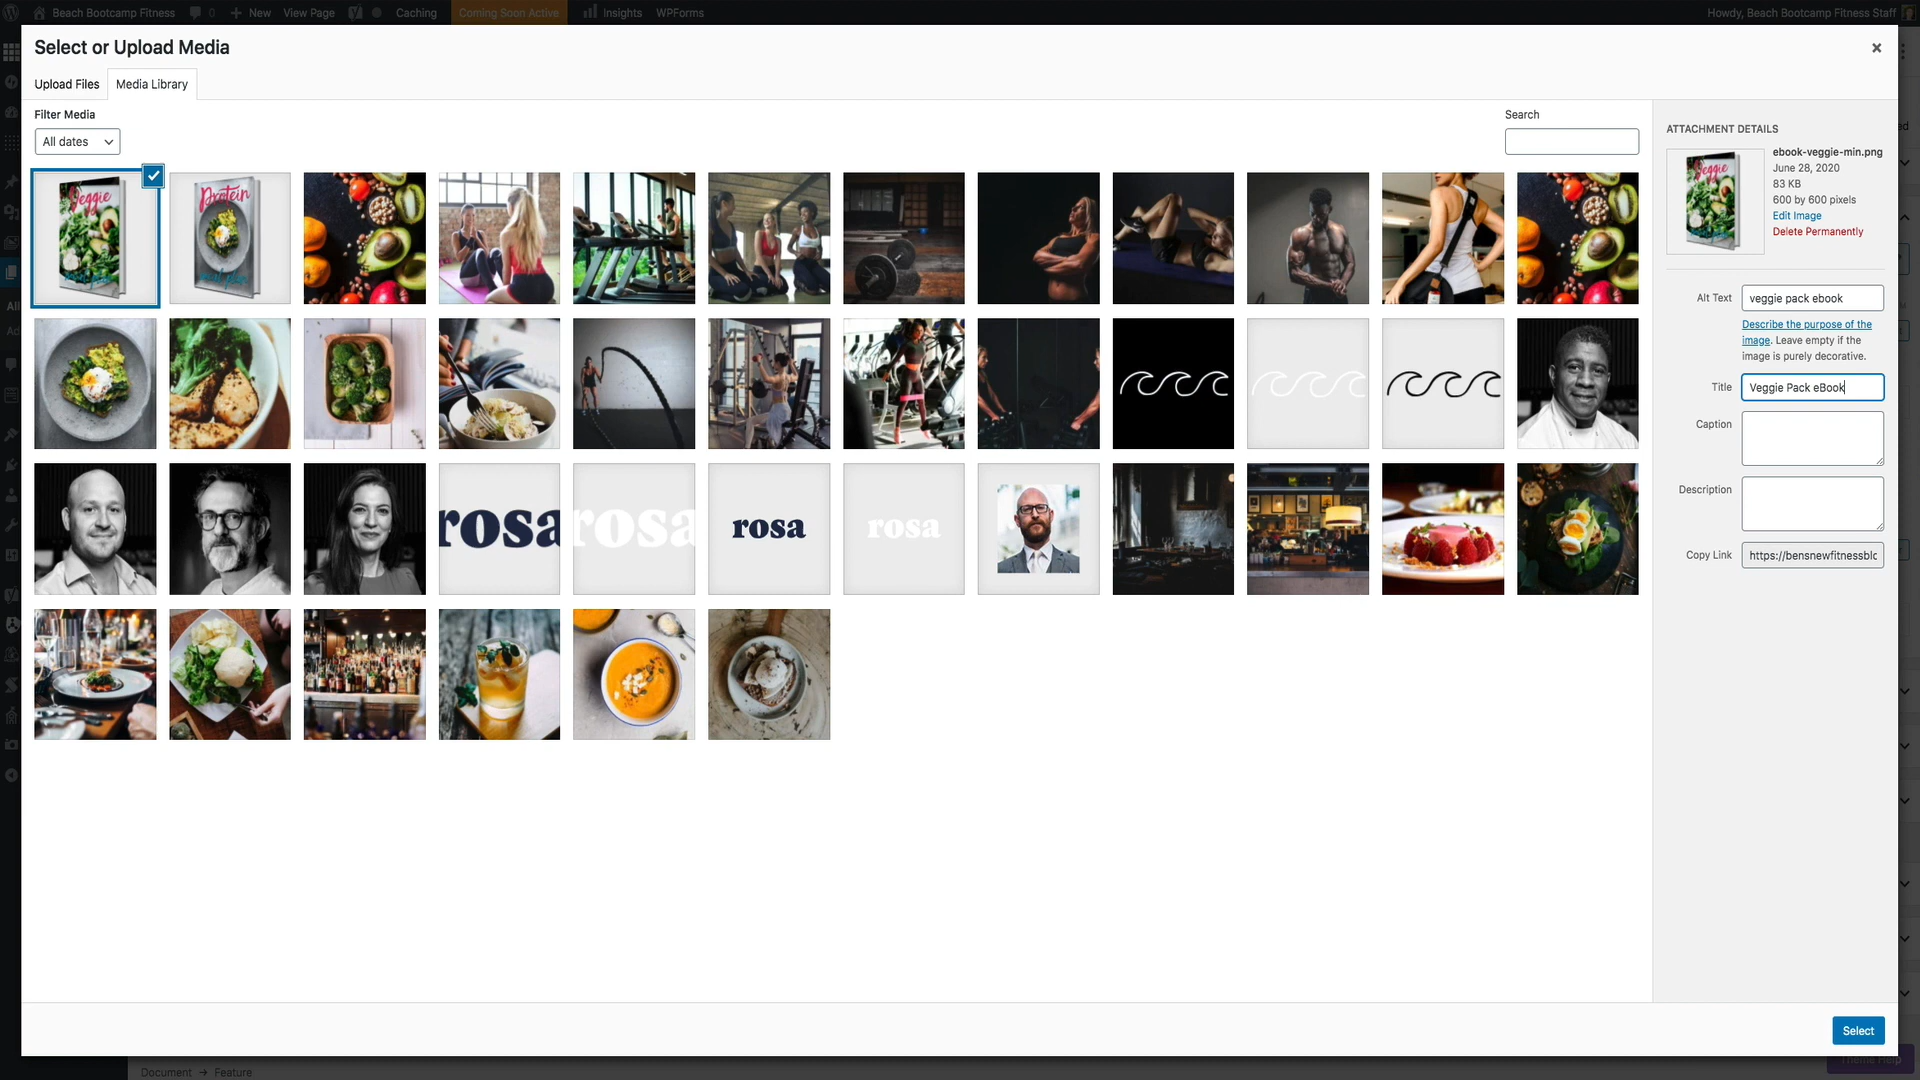 Beach Bootcamp Fitness 0 New View Page Caching Coming Soon Active Insights WPForms Howdy, Beach Bootcamp Fitness Staff
Select or Upload Media
Upload Files Media Library
Filter Media
All dates
Search
Veggie
Protein
rosa
rosa
rosa
rosa
ATTACHMENT DETAILS
Veggie
ebook-veggie-min.png
June 28, 2020
83 KB
600 by 600 pixels
Edit Image
Delete Permanently
Alt Text veggie pack ebook
Describe the purpose of the
image. Leave empty if the
image is purely decorative.
Title Veggie Pack eBook
Caption
Description
Copy Link https://bensnewfitnessblc
Select
Theme Help
Document → Feature